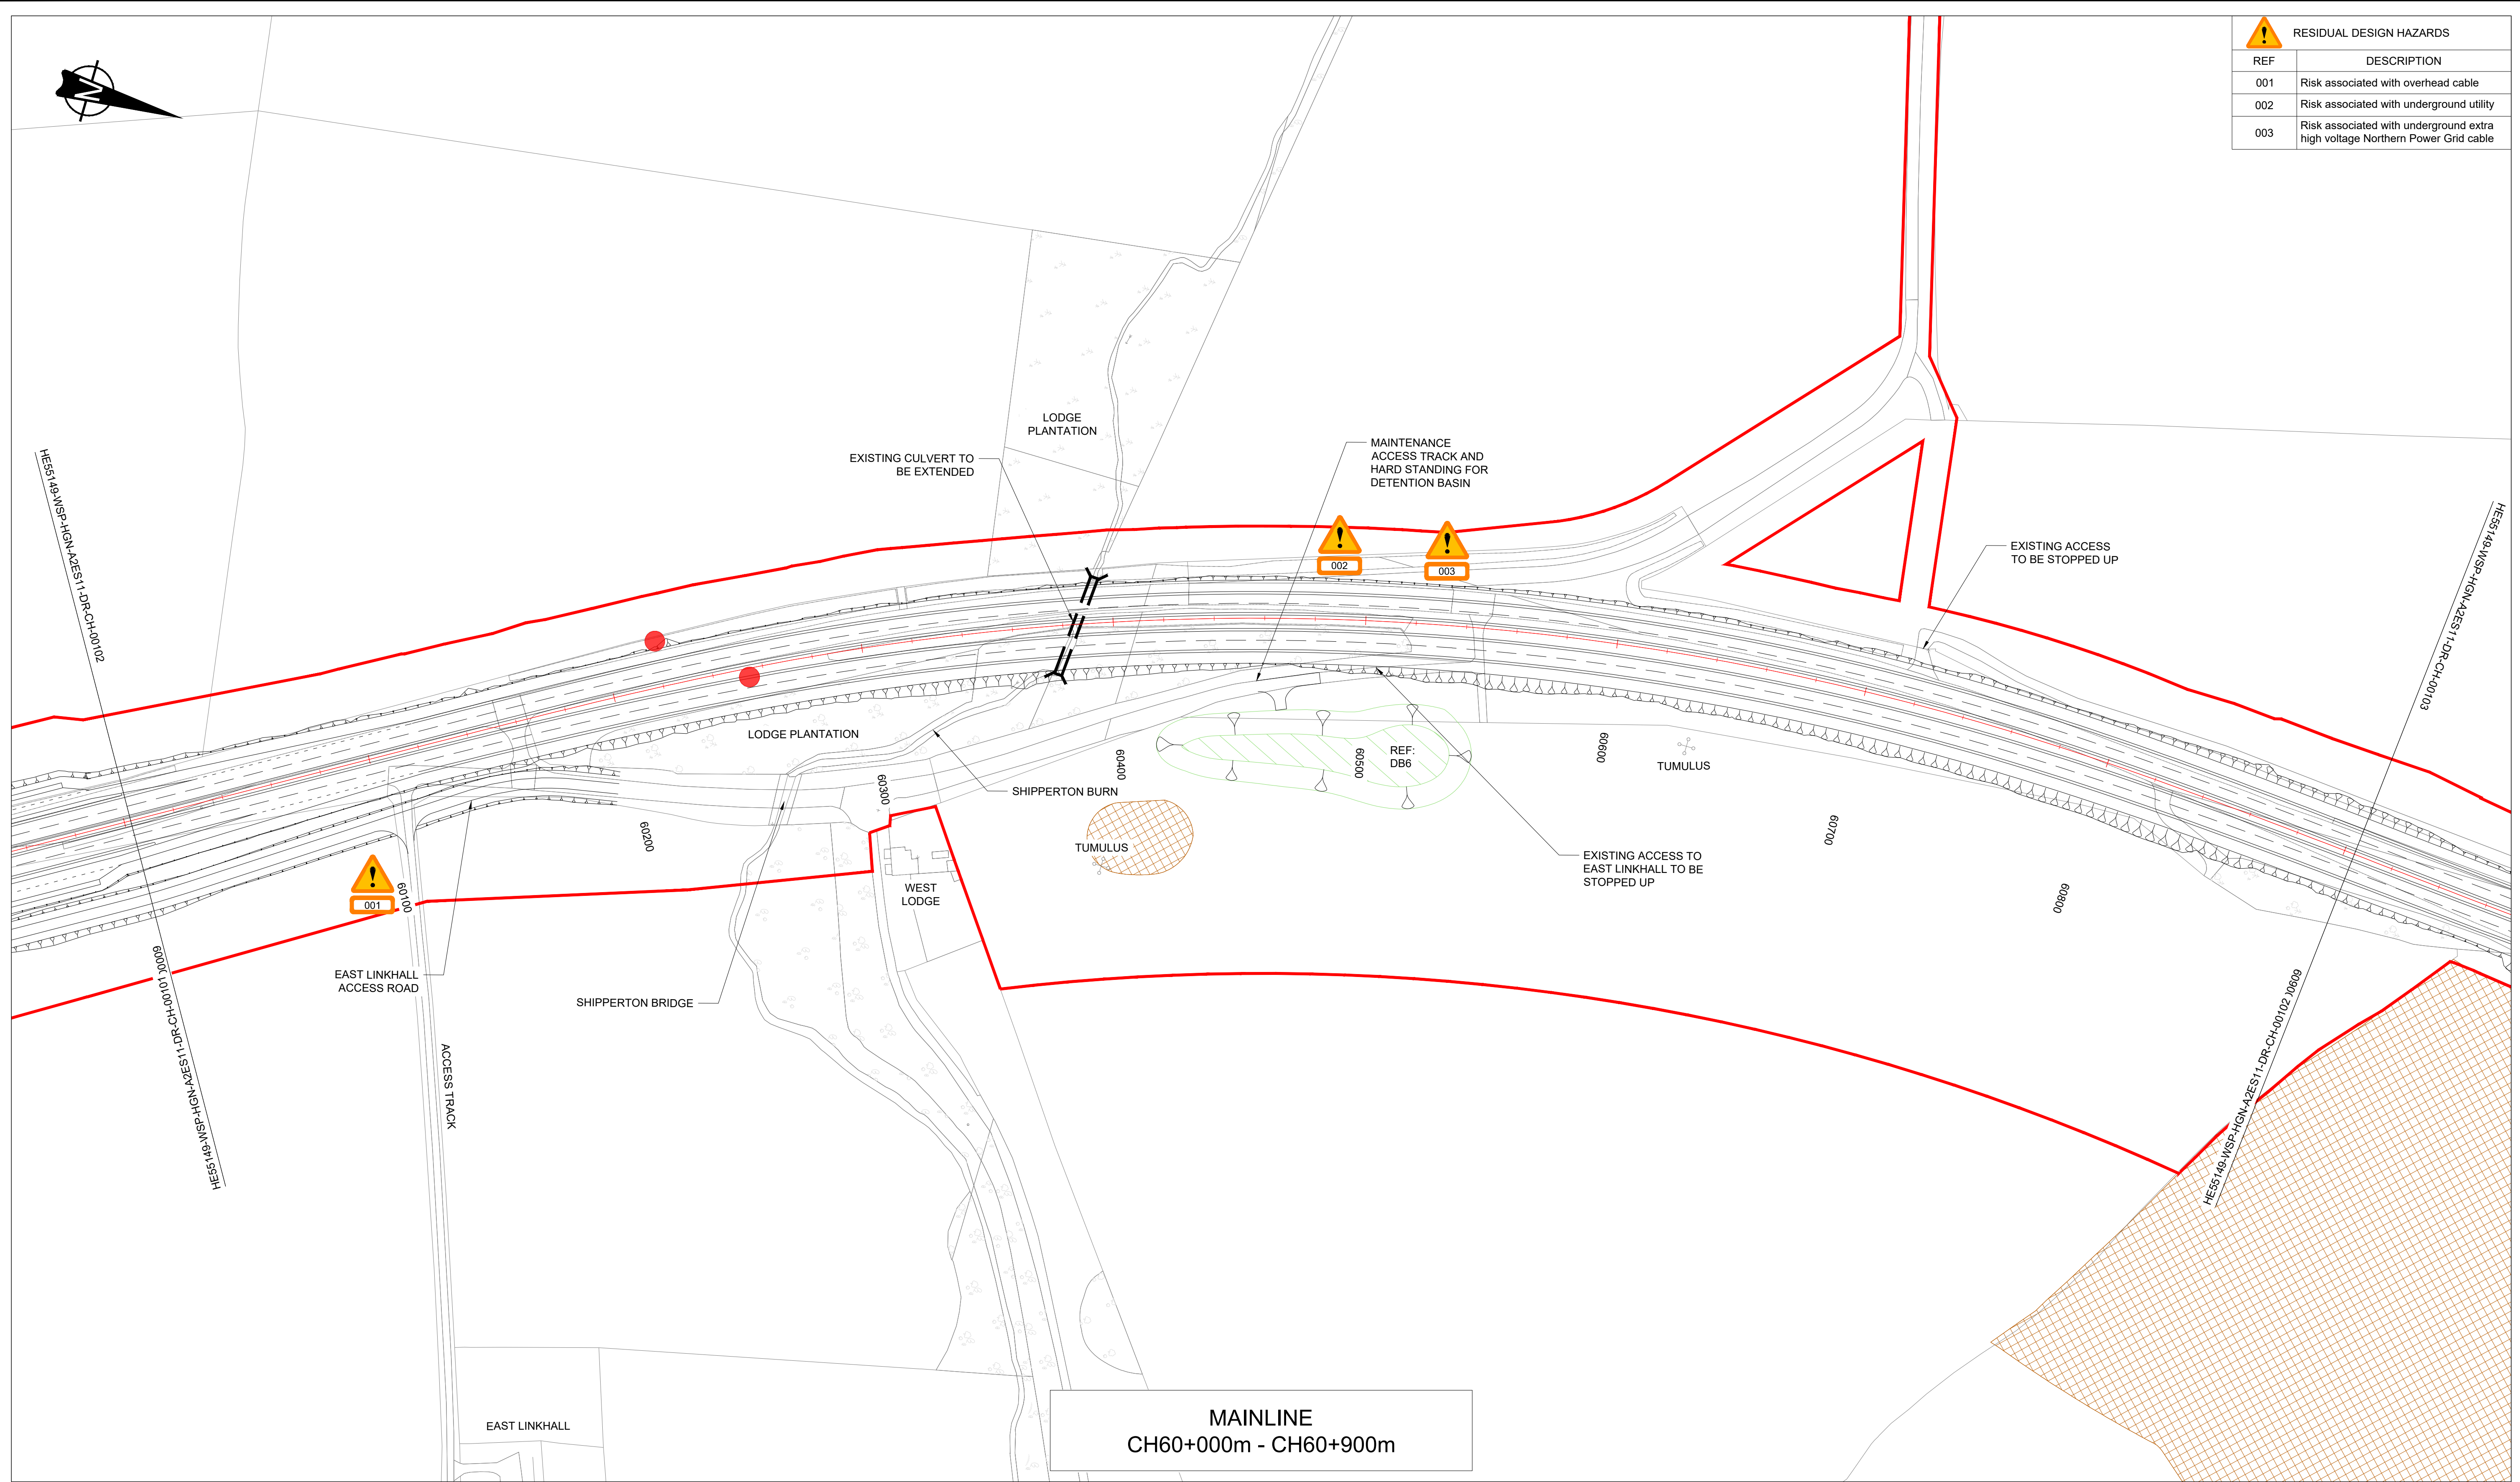 RESIDUAL DESIGN HAZARDS
REF DESCRIPTION
001 Risk associated with overhead cable
002 Risk associated with underground utility
003 Risk associated with underground extra
high voltage Northern Power Grid cable
N
LODGE
PLANTATION
EXISTING CULVERT TO
BE EXTENDED
MAINTENANCE
ACCESS TRACK AND
HARD STANDING FOR
DETENTION BASIN
HE55149-WSP-HGN-A2ES11-DR-CH-00102
HE55149-WSP-HGN-A2ES11-DR-CH-00103
002
003
EXISTING ACCESS
TO BE STOPPED UP
LODGE PLANTATION
REF:
DB6
TUMULUS
SHIPPERTON BURN
60000
60100
60200
60300
60400
60500
60600
60700
60800
TUMULUS
EXISTING ACCESS TO
EAST LINKHALL TO BE
STOPPED UP
WEST
LODGE
001
EAST LINKHALL
ACCESS ROAD
SHIPPERTON BRIDGE
HE55149-WSP-HGN-A2ES11-DR-CH-00101
HE55149-WSP-HGN-A2ES11-DR-CH-00102
ACCESS TRACK
EAST LINKHALL
MAINLINE
CH60+000m - CH60+900m